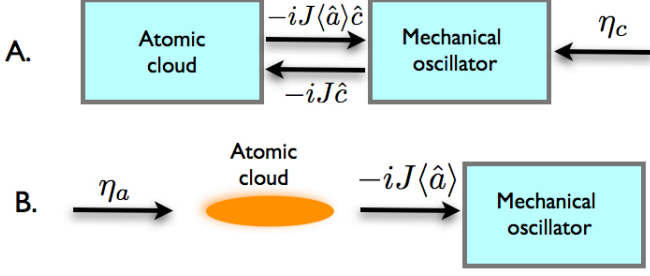 A.
Atomic
cloud
−iJ⟨â⟩ĉ
−iJĉ
Mechanical
oscillator
η_c
B.
η_a
Atomic
cloud
−iJ⟨â⟩
Mechanical
oscillator